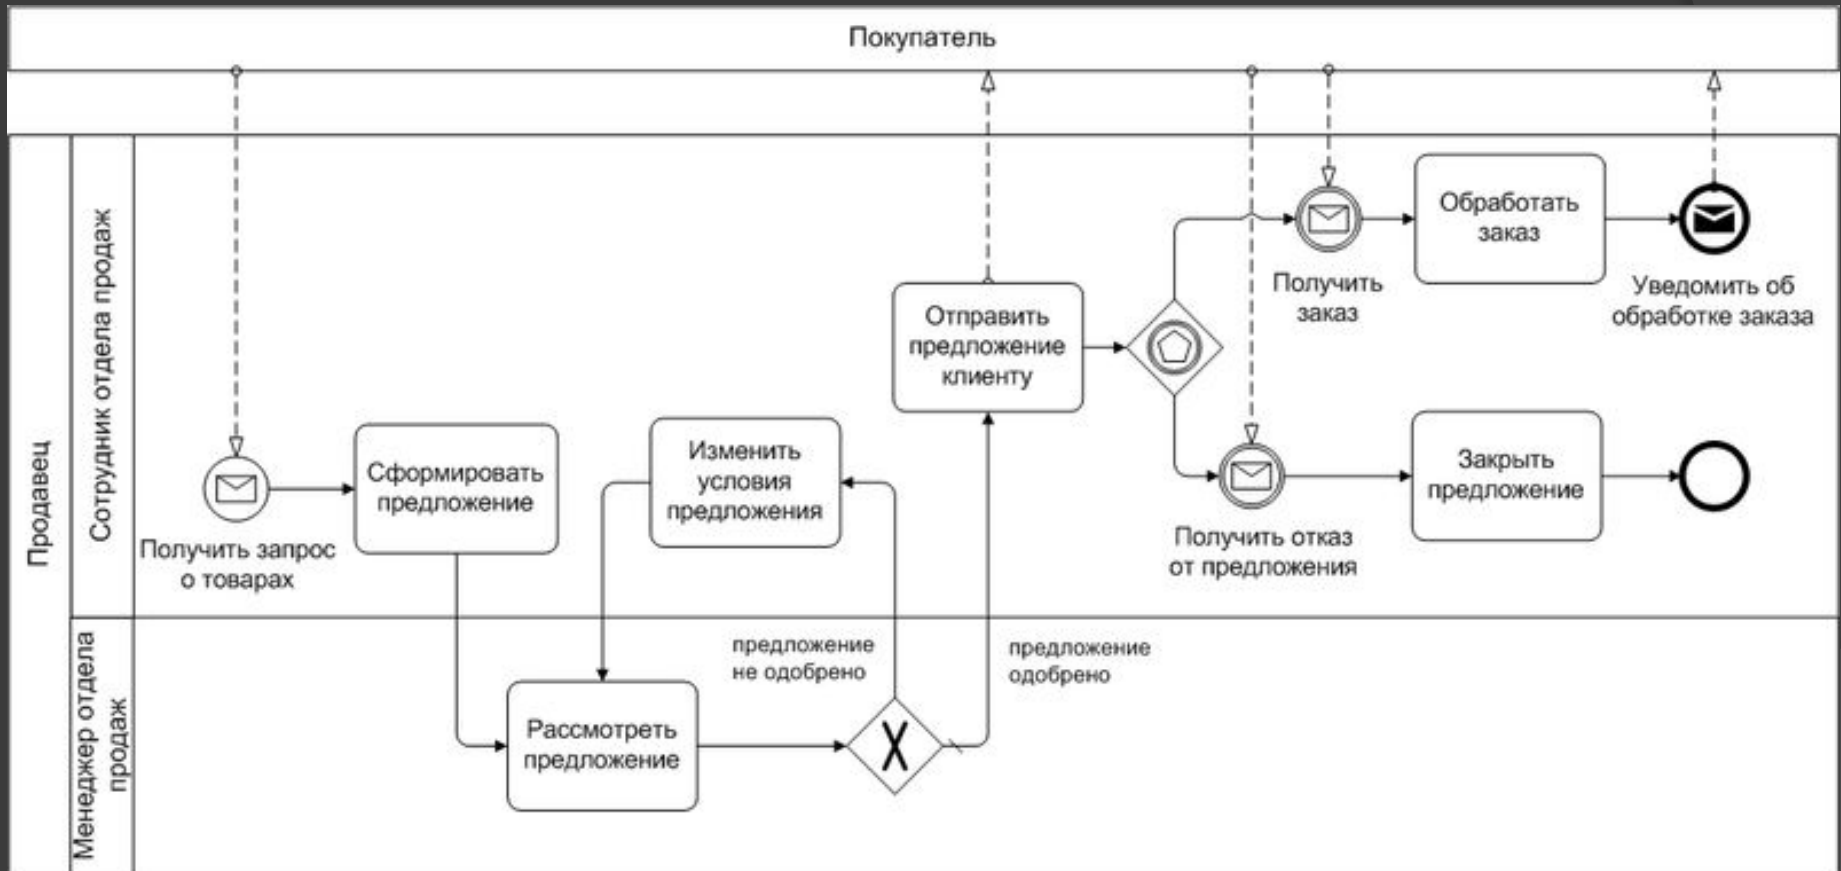 Покупатель
Продавец
Сотрудник отдела продаж
Менеджер отдела
продаж
Получить запрос
о товарах
Сформировать
предложение
Изменить
условия
предложения
Рассмотреть
предложение
предложение
не одобрено
предложение
одобрено
Отправить
предложение
клиенту
Получить
заказ
Обработать
заказ
Уведомить об
обработке заказа
Получить отказ
от предложения
Закрыть
предложение